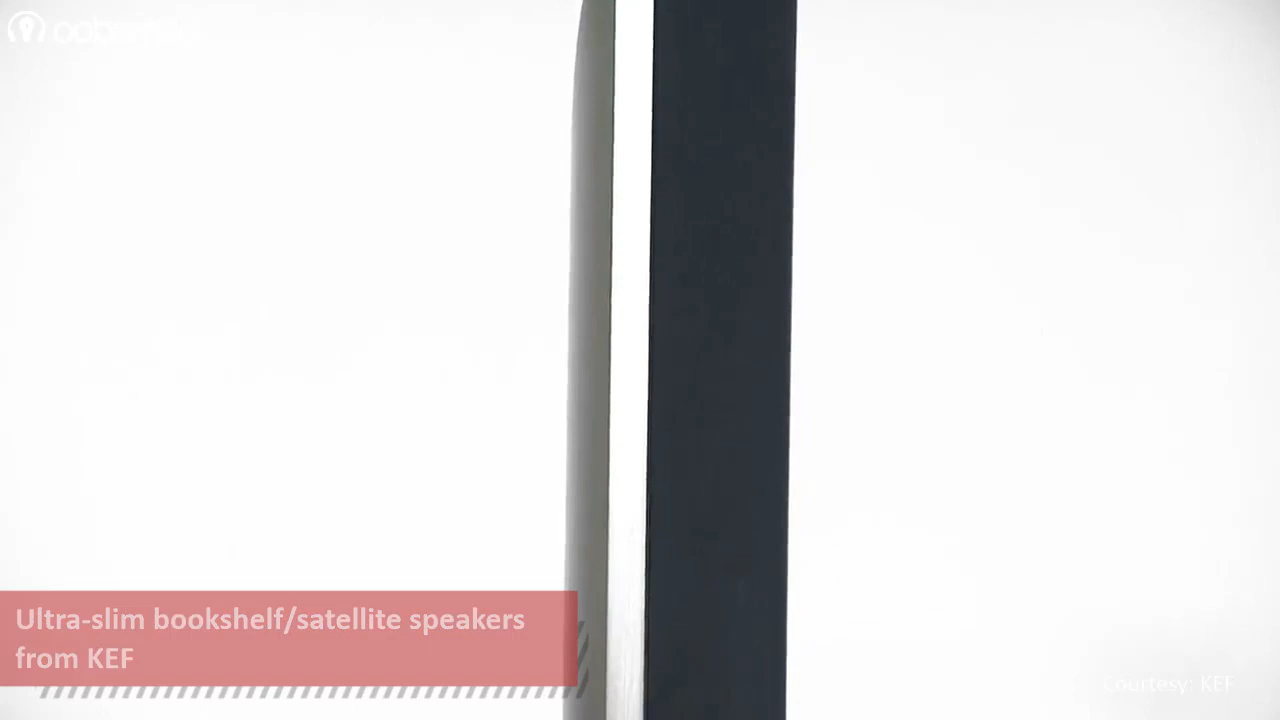 Ultra-slim bookshelf/satellite speakers
from KEF
Courtesy: KEF